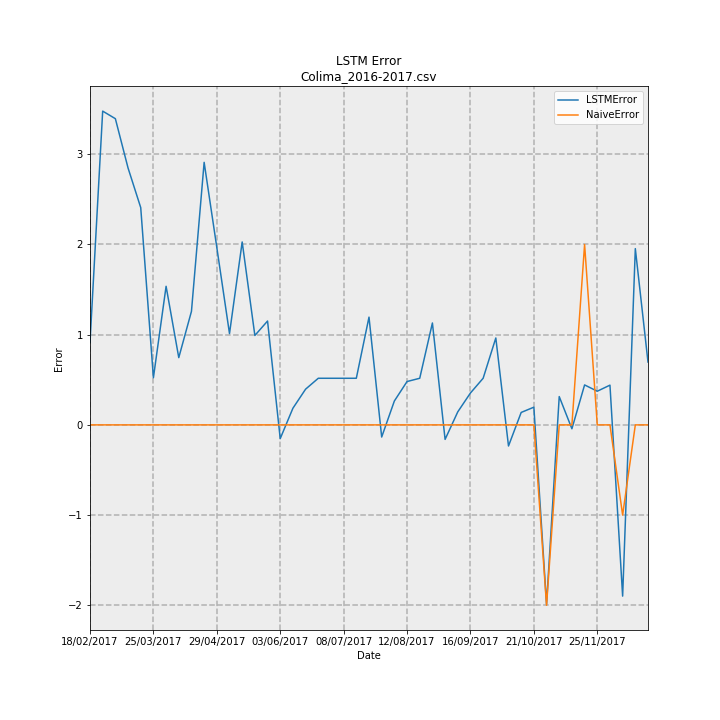 LSTM Error
Colima_2016-2017.csv
LSTMError
NaiveError
Error
3
2
1
0
−1
−2
18/02/2017 25/03/2017 29/04/2017 03/06/2017 08/07/2017 12/08/2017 16/09/2017 21/10/2017 25/11/2017
Date